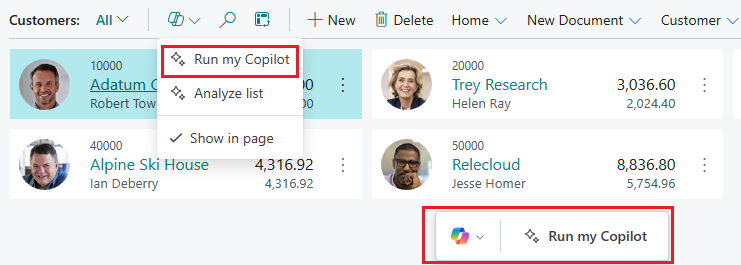 Customers: All + New Delete Home New Document Customer
Run my Copilot
Analyze list
Show in page
10000
Adatum C 00
Robert Tow 00
20000
Trey Research 3,036.60
Helen Ray 2,024.40
40000
Alpine Ski House 4,316.92
Ian Deberry 4,316.92
50000
Relecloud 8,836.80
Jesse Homer 5,754.96
Run my Copilot